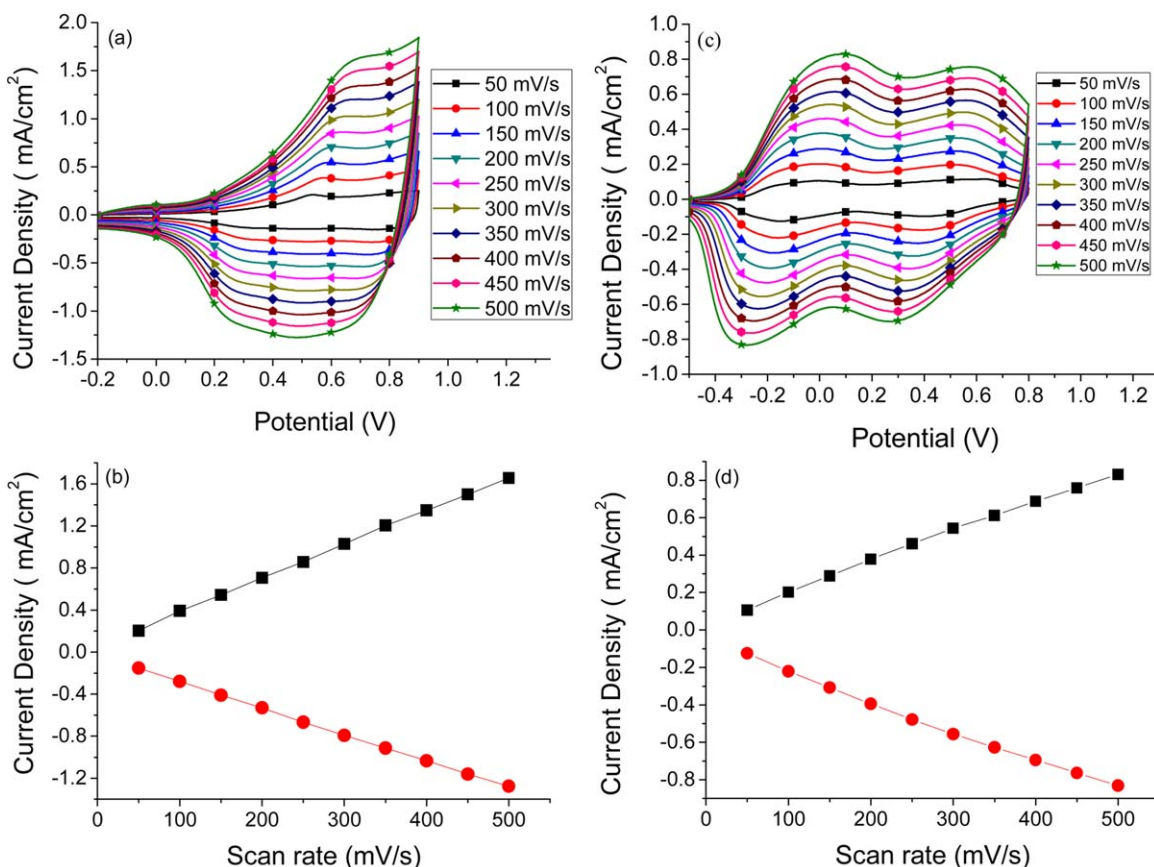 (a)
Current Density ( mA/cm²)
2.0
1.5
1.0
0.5
0.0
-0.5
-1.0
-1.5
-0.2 0.0 0.2 0.4 0.6 0.8 1.0 1.2
Potential (V)
50 mV/s
100 mV/s
150 mV/s
200 mV/s
250 mV/s
300 mV/s
350 mV/s
400 mV/s
450 mV/s
500 mV/s
(c)
Current Density ( mA/cm²)
1.0
0.8
0.6
0.4
0.2
0.0
-0.2
-0.4
-0.6
-0.8
-1.0
-0.4 -0.2 0.0 0.2 0.4 0.6 0.8 1.0 1.2
Potential (V)
50 mV/s
100 mV/s
150 mV/s
200 mV/s
250 mV/s
300 mV/s
350 mV/s
400 mV/s
450 mV/s
500 mV/s
(b)
Current Density ( mA/cm²)
1.6
1.2
0.8
0.4
0.0
-0.4
-0.8
-1.2
0 100 200 300 400 500
Scan rate (mV/s)
(d)
Current Density ( mA/cm²)
0.8
0.6
0.4
0.2
0.0
-0.2
-0.4
-0.6
-0.8
0 100 200 300 400 500
Scan rate (mV/s)